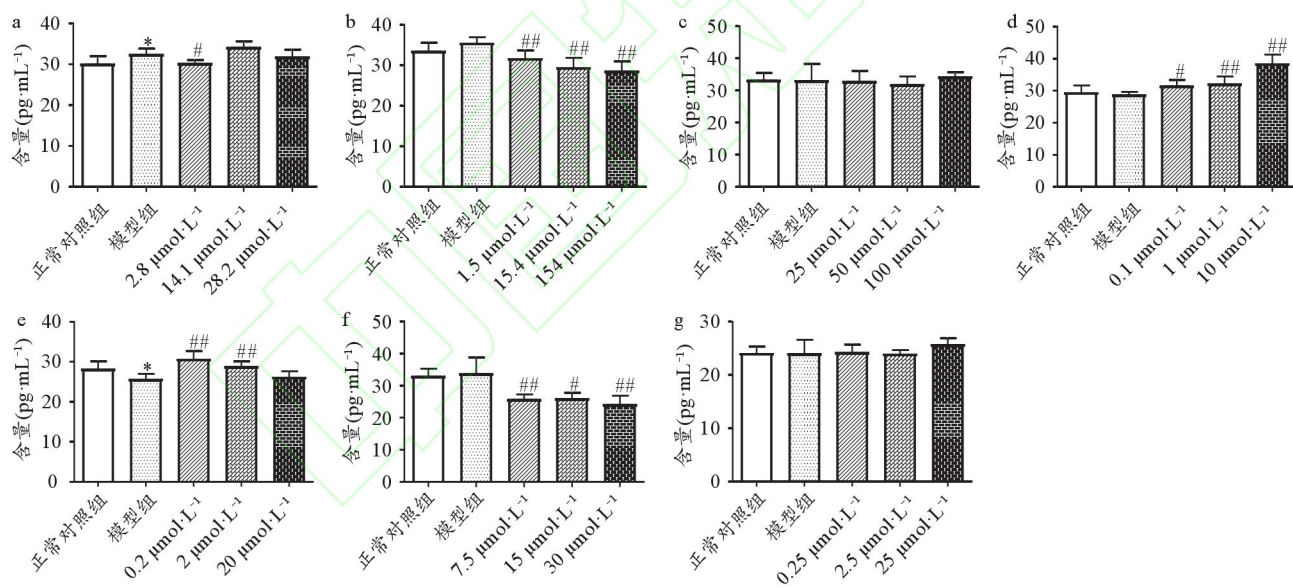 a
含量(pg·mL⁻¹)
40
30
20
10
0
*
#
正常对照组
模型组
2.8 μmol·L⁻¹
14.1 μmol·L⁻¹
28.2 μmol·L⁻¹
b
含量(pg·mL⁻¹)
40
30
20
10
0
##
##
##
正常对照组
模型组
1.5 μmol·L⁻¹
15.4 μmol·L⁻¹
154 μmol·L⁻¹
c
含量(pg·mL⁻¹)
50
40
30
20
10
0
正常对照组
模型组
25 μmol·L⁻¹
50 μmol·L⁻¹
100 μmol·L⁻¹
d
含量(pg·mL⁻¹)
50
40
30
20
10
0
#
##
##
正常对照组
模型组
0.1 μmol·L⁻¹
1 μmol·L⁻¹
10 μmol·L⁻¹
e
含量(pg·mL⁻¹)
40
30
20
10
0
*
##
##
正常对照组
模型组
0.2 μmol·L⁻¹
2 μmol·L⁻¹
20 μmol·L⁻¹
f
含量(pg·mL⁻¹)
50
40
30
20
10
0
##
#
##
正常对照组
模型组
7.5 μmol·L⁻¹
15 μmol·L⁻¹
30 μmol·L⁻¹
g
含量(pg·mL⁻¹)
30
20
10
0
正常对照组
模型组
0.25 μmol·L⁻¹
2.5 μmol·L⁻¹
25 μmol·L⁻¹